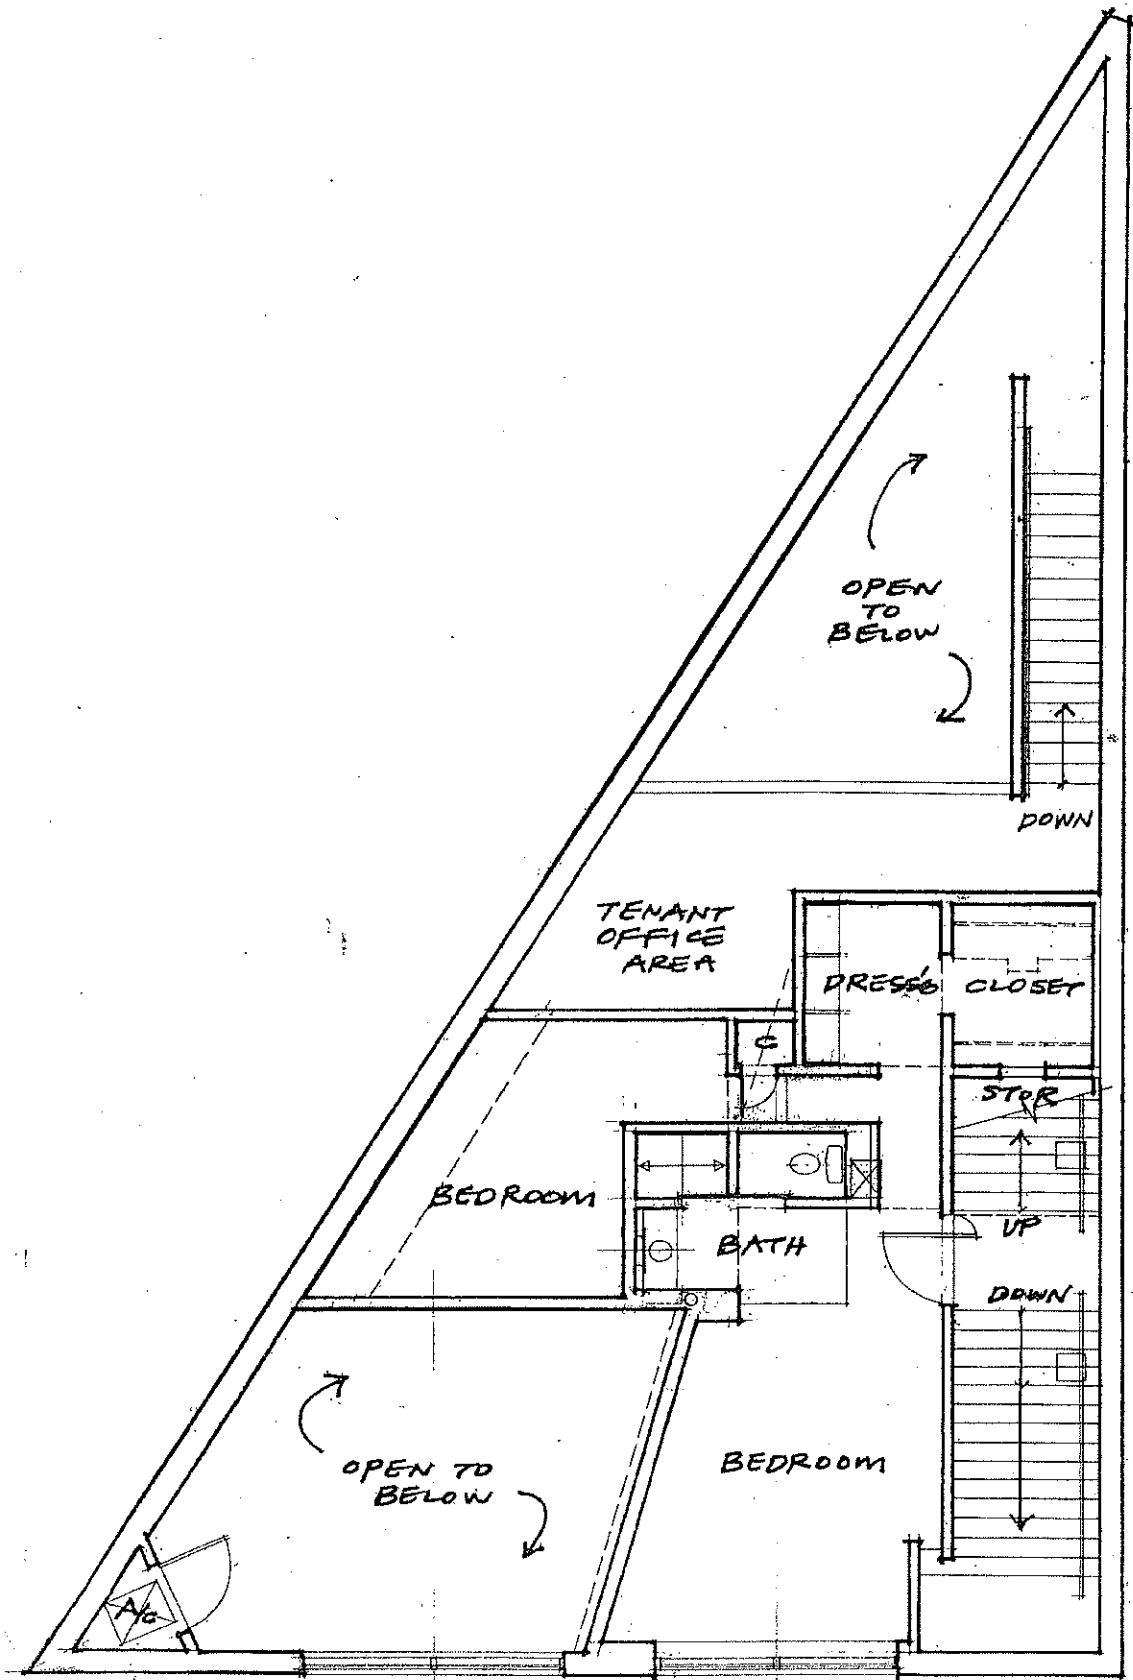 OPEN
TO
BELOW
DOWN
TENANT
OFFICE
AREA
DRESS'G
CLOSET
C
STOR
BEDROOM
BATH
UP
DOWN
OPEN TO
BELOW
BEDROOM
A/C